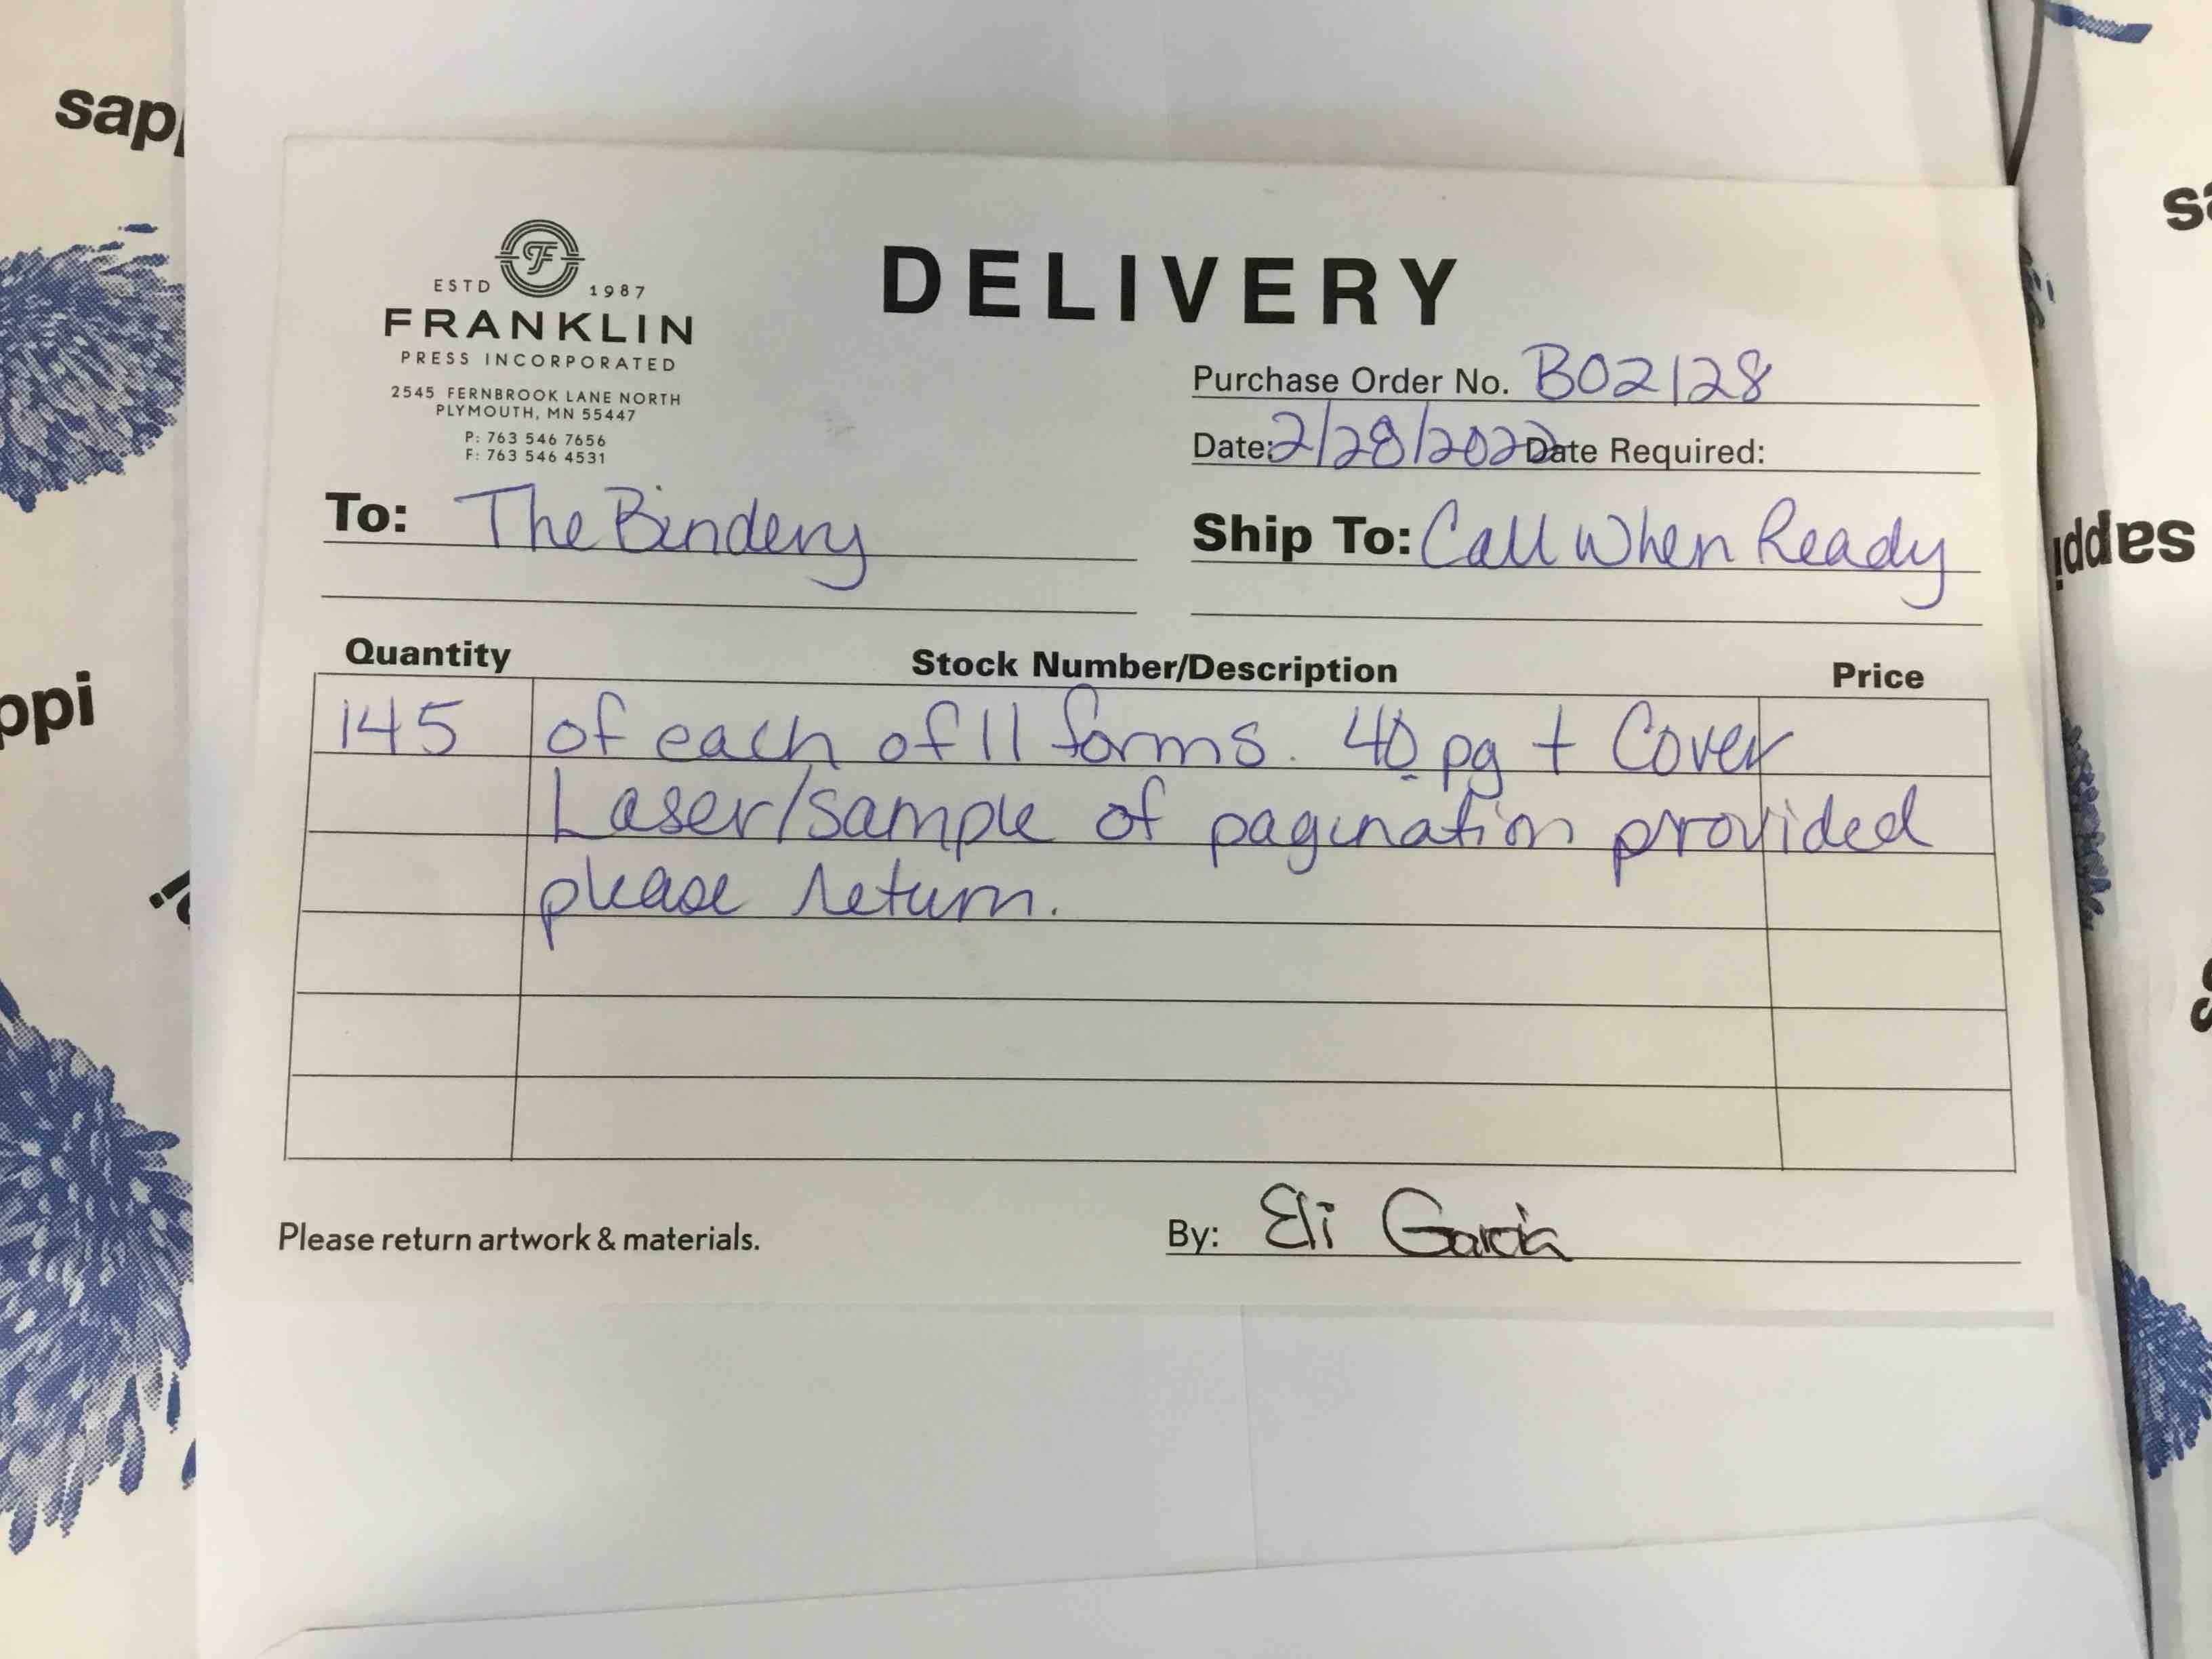 sappi
ESTD F 1987
FRANKLIN
PRESS INCORPORATED
2545 FERNBROOK LANE NORTH
PLYMOUTH, MN 55447
P: 763 546 7656
F: 763 546 4531
DELIVERY
Purchase Order No. B02128
Date: 2/28/2022 Date Required:
To: The Bindery
Ship To: Call When Ready
sappi
ppi
Quantity Stock Number/Description Price
145 of each of 11 forms. 40 pg + Cover
Laser/sample of pagination provided
please return.
Please return artwork & materials.
By: Eli Garcia